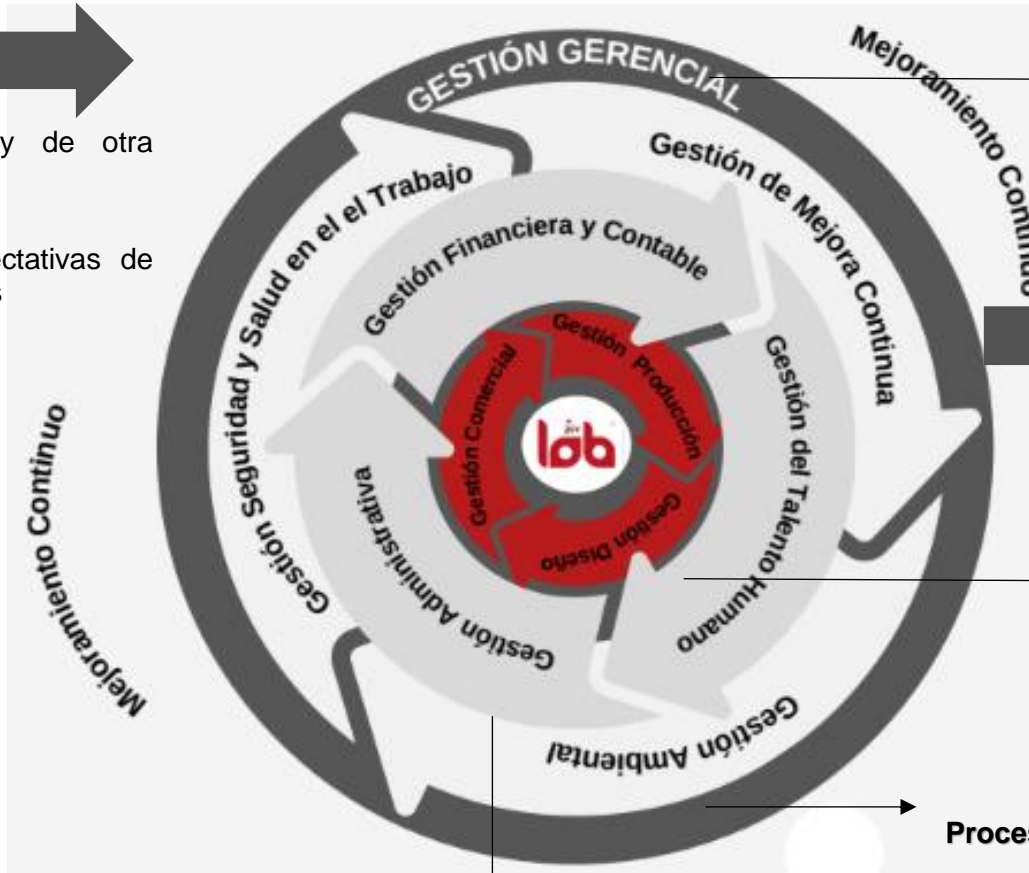 y de otra
ectativas de
s
Mejoramiento Continuo
GESTIÓN GERENCIAL
Mejoramiento Continuo
Gestión Seguridad y Salud en el el Trabajo
Gestión de Mejora Continua
Gestión Ambiental
Gestión Financiera y Contable
Gestión del Talento Humano
Gestión Administrativa
Gestión Comercial
Gestión Producción
Gestión Diseño
lab
Proces